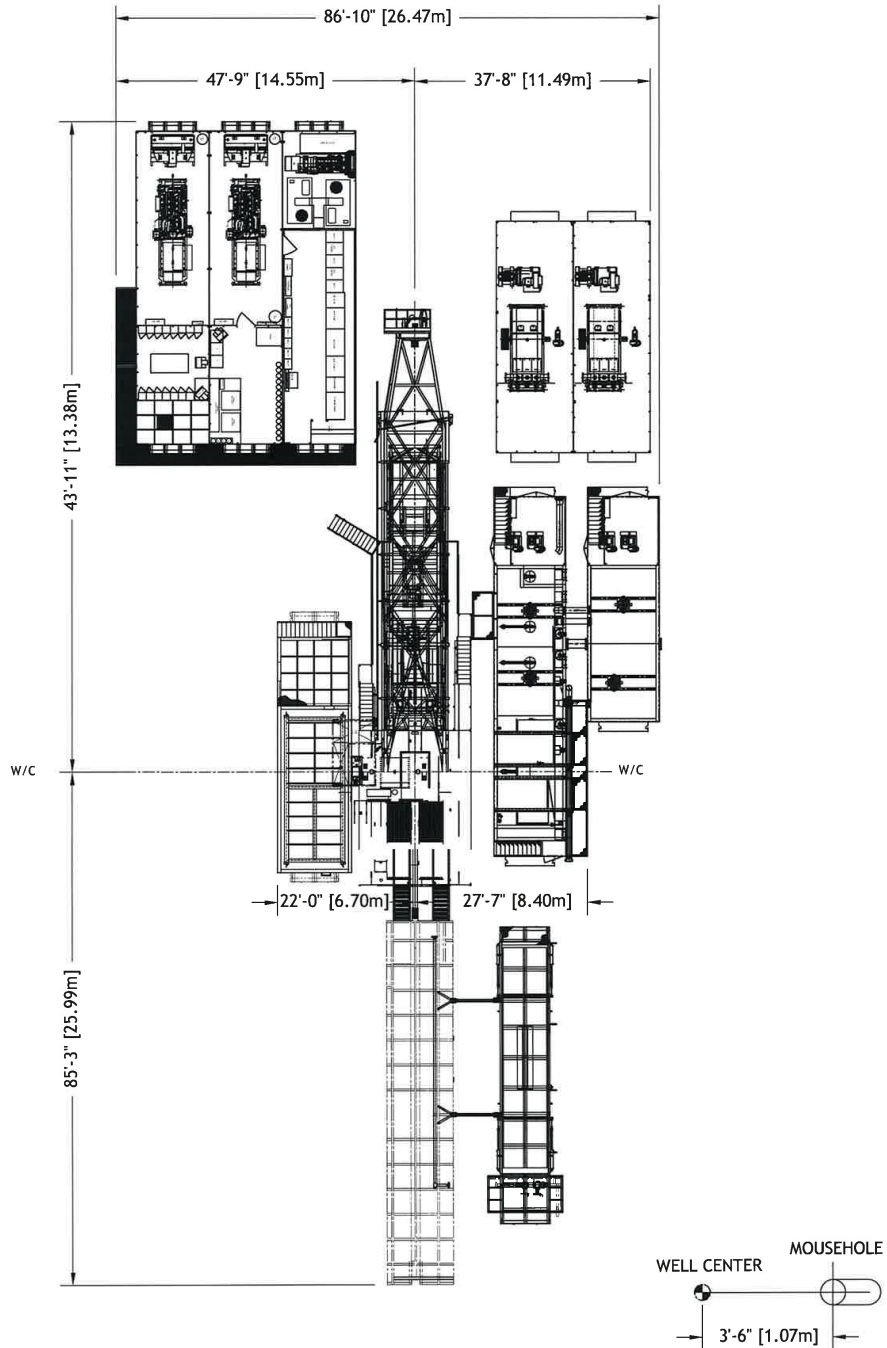 86'-10" [26.47m]
47'-9" [14.55m]
37'-8" [11.49m]
43'-11" [13.38m]
W/C
W/C
22'-0" [6.70m]
27'-7" [8.40m]
85'-3" [25.99m]
MOUSEHOLE
WELL CENTER
3'-6" [1.07m]